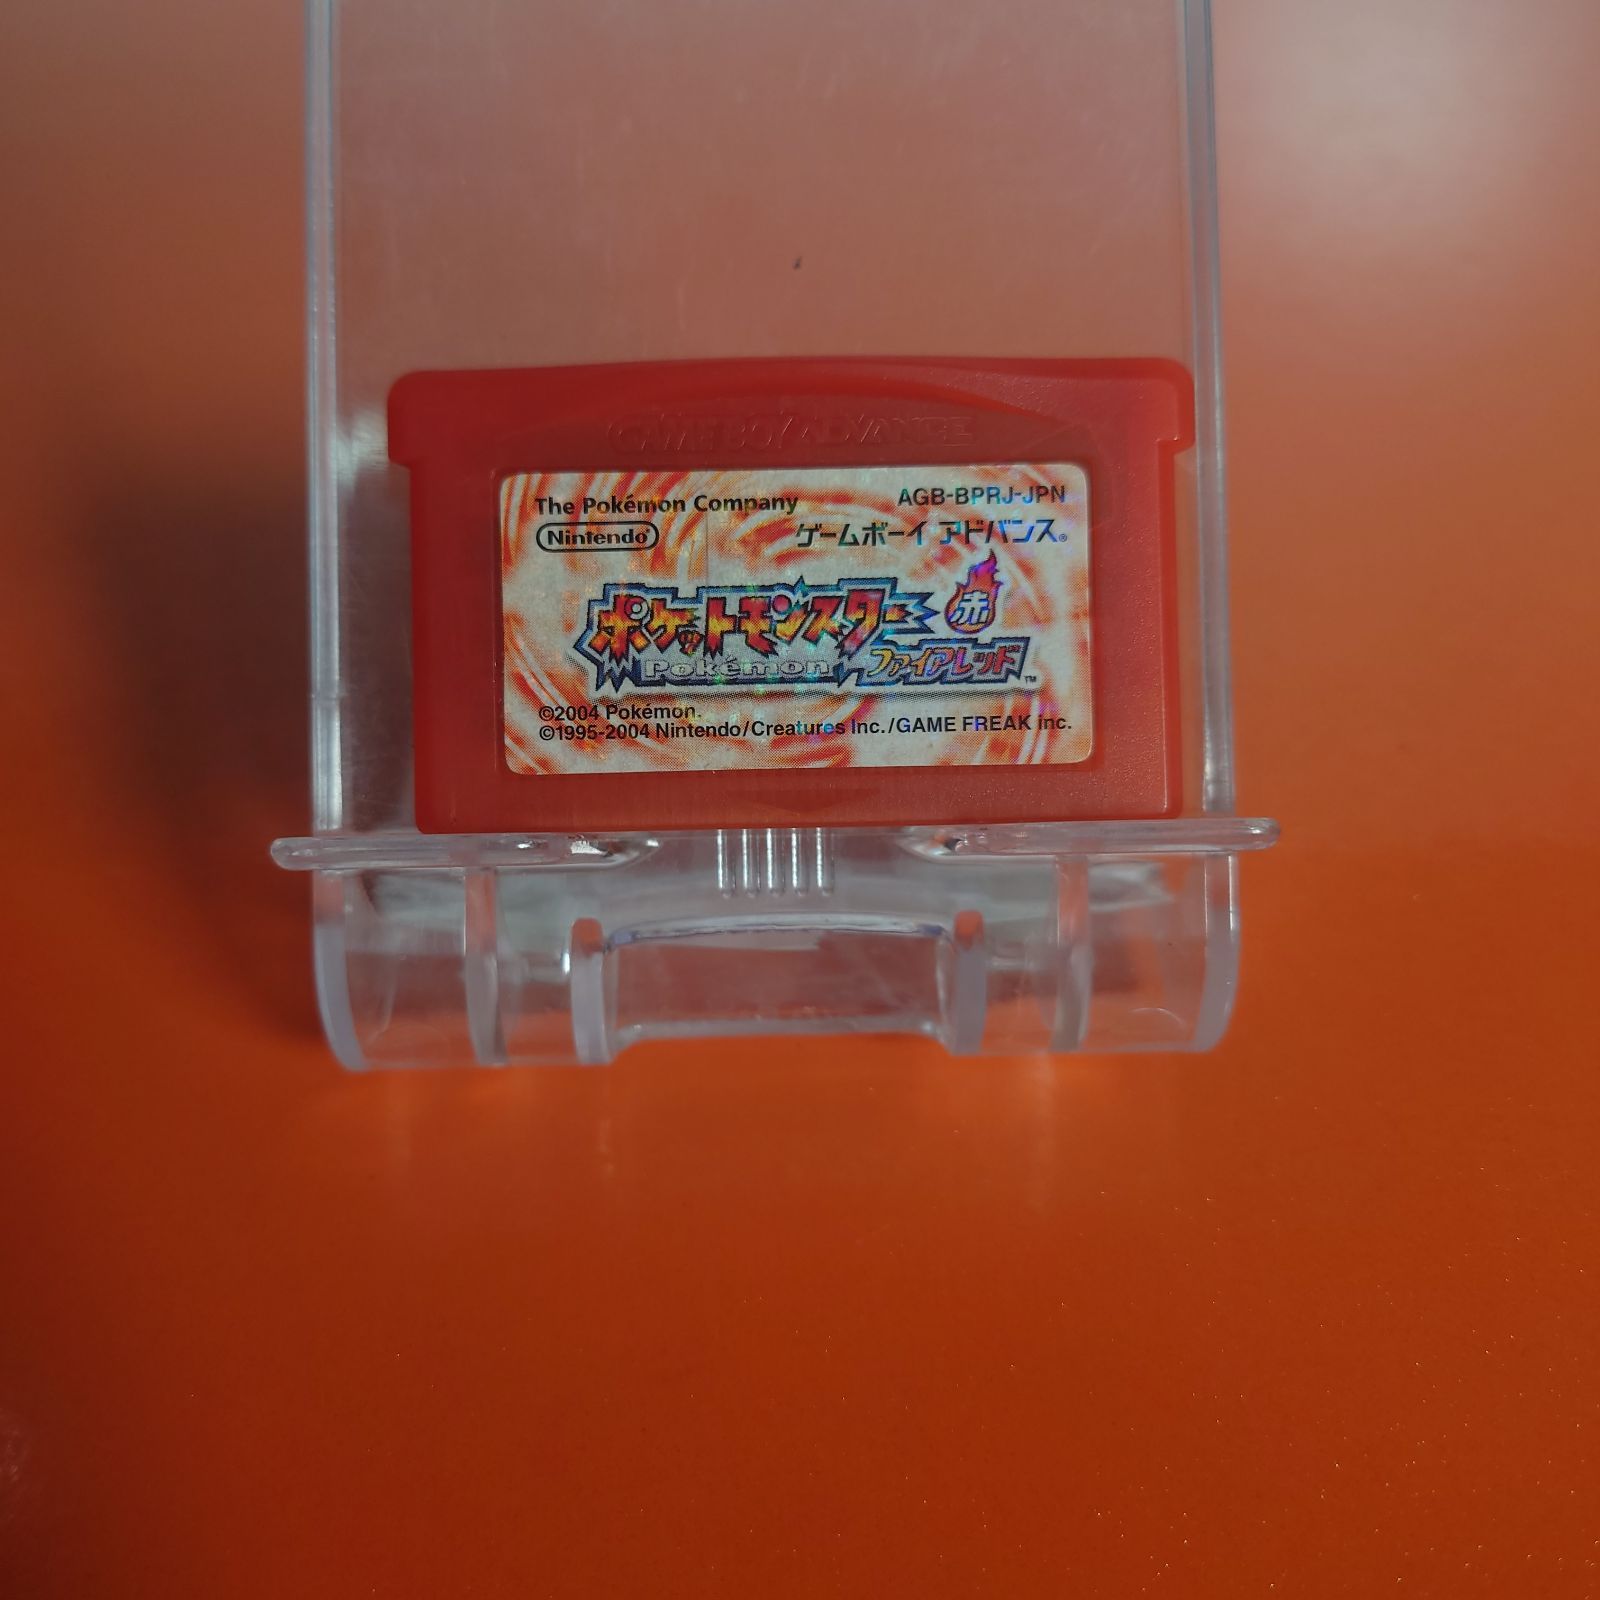 GAME BOY ADVANCE
The Pokémon Company
AGB-BPRJ-JPN
Nintendo®
ゲームボーイ アドバンス®
ポケットモンスター
赤
Pokémon
ファイアレッド™
©2004 Pokémon.
©1995-2004 Nintendo/Creatures Inc./GAME FREAK inc.